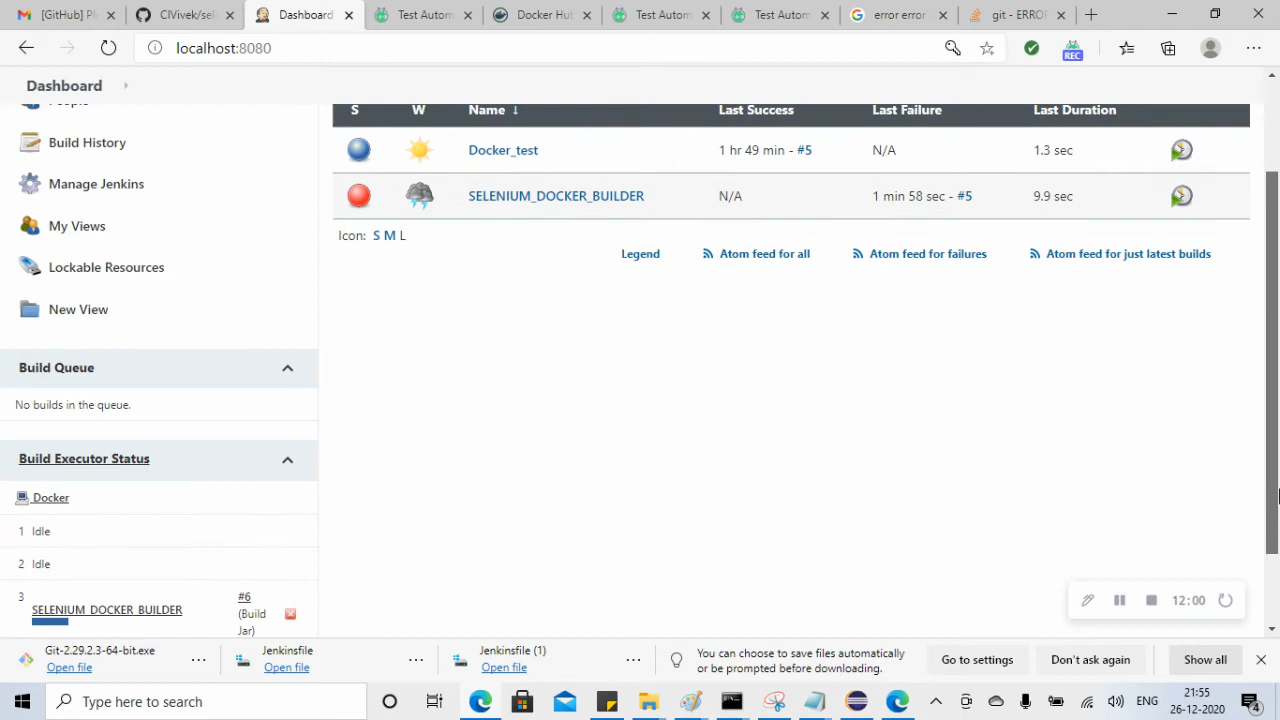 [GitHub] Pl
CIVivek/sel
Dashboard
Test Autom
Docker Hub
Test Autom
Test Autom
error error
git - ERROR
localhost:8080
REC
Dashboard
People
S W Name ↓ Last Success Last Failure Last Duration
Build History
Docker_test 1 hr 49 min - #5 N/A 1.3 sec
Manage Jenkins
SELENIUM_DOCKER_BUILDER N/A 1 min 58 sec - #5 9.9 sec
My Views
Icon: S M L
Legend Atom feed for all Atom feed for failures Atom feed for just latest builds
Lockable Resources
New View
Build Queue
No builds in the queue.
Build Executor Status
Docker
1 Idle
2 Idle
3 SELENIUM_DOCKER_BUILDER
#6
(Build
Jar)
12:00
Git-2.29.2.3-64-bit.exe
Open file
Jenkinsfile
Open file
Jenkinsfile (1)
Open file
You can choose to save files automatically
or be prompted before downloading.
Go to settings
Don't ask again
Show all
Type here to search
ENG
21:55
26-12-2020
4